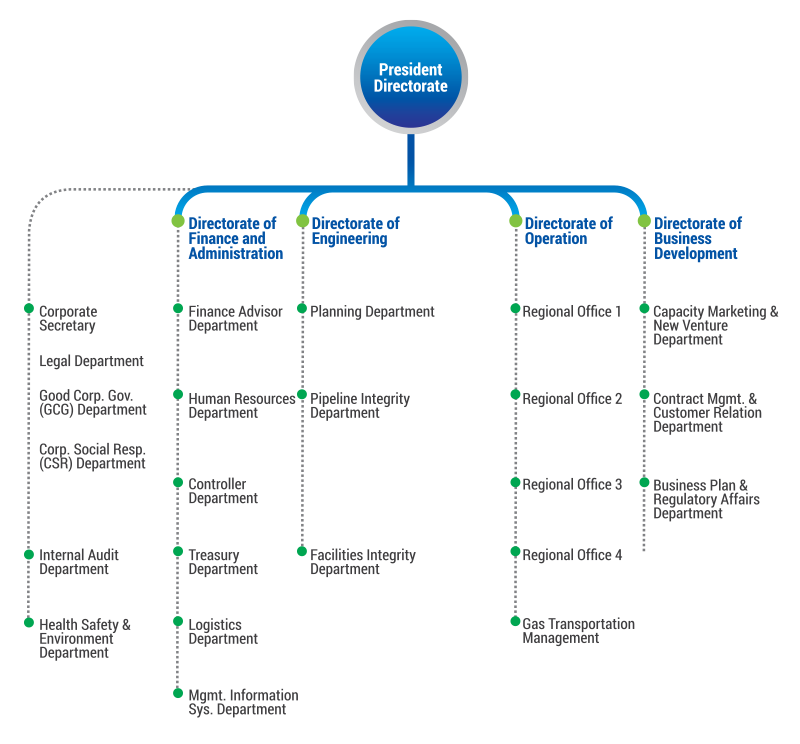 President
Directorate
Directorate of
Finance and
Administration
Directorate of
Engineering
Directorate of
Operation
Directorate of
Business
Development
Corporate
Secretary
Legal Department
Good Corp. Gov.
(GCG) Department
Corp. Social Resp.
(CSR) Department
Internal Audit
Department
Health Safety &
Environment
Department
Finance Advisor
Department
Human Resources
Department
Controller
Department
Treasury
Department
Logistics
Department
Mgmt. Information
Sys. Department
Planning Department
Pipeline Integrity
Department
Facilities Integrity
Department
Regional Office 1
Regional Office 2
Regional Office 3
Regional Office 4
Gas Transportation
Management
Capacity Marketing &
New Venture
Department
Contract Mgmt. &
Customer Relation
Department
Business Plan &
Regulatory Affairs
Department